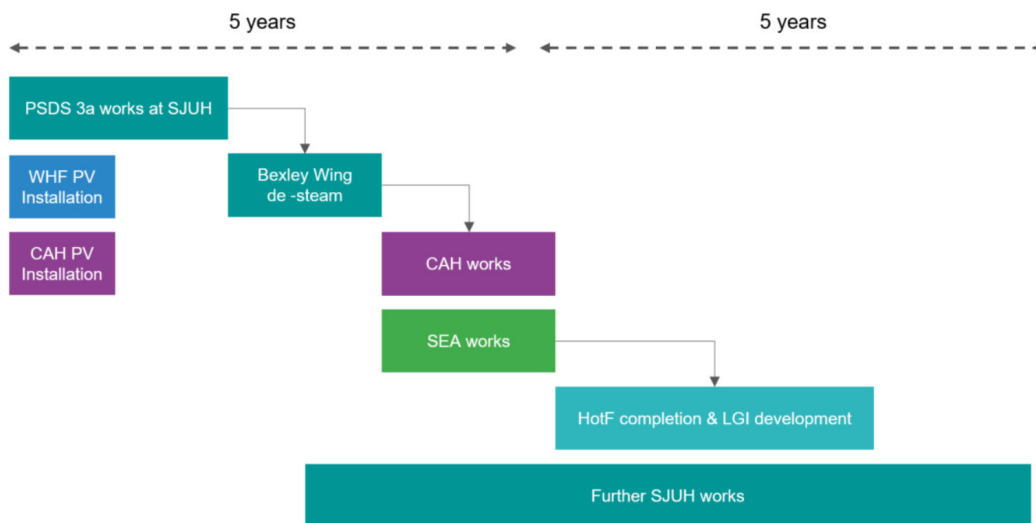 5 years
5 years
PSDS 3a works at SJUH
WHF PV
Installation
Bexley Wing
de -steam
CAH PV
Installation
CAH works
SEA works
HotF completion & LGI development
Further SJUH works